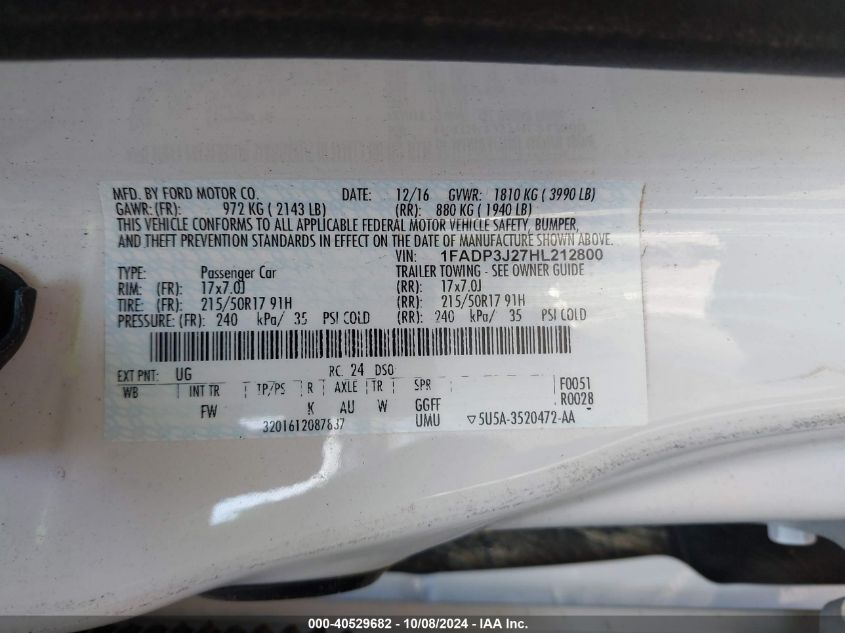 MFD. BY FORD MOTOR CO. DATE: 12/16 GVWR: 1810 KG ( 3990 LB)
GAWR: (FR): 972 KG ( 2143 LB) (RR): 880 KG ( 1940 LB)
THIS VEHICLE CONFORMS TO ALL APPLICABLE FEDERAL MOTOR VEHICLE SAFETY, BUMPER,
AND THEFT PREVENTION STANDARDS IN EFFECT ON THE DATE OF MANUFACTURE SHOWN ABOVE.
VIN: 1FADP3J27HL212800
TYPE: Passenger Car TRAILER TOWING - SEE OWNER GUIDE
RIM: (FR): 17x7.0J (RR): 17x7.0J
TIRE: (FR): 215/50R17 91H (RR): 215/50R17 91H
PRESSURE: (FR): 240 kPa/ 35 PSI COLD (RR): 240 kPa/ 35 PSI COLD
EXT PNT: UG RC: 24 DSO F0051
WB INT TR TP/PS R AXLE TR SPR R0028
FW K AU W GGFF
3201612087837 UMU ▽5U5A-3520472-AA
000-40529682 - 10/08/2024 - IAA Inc.